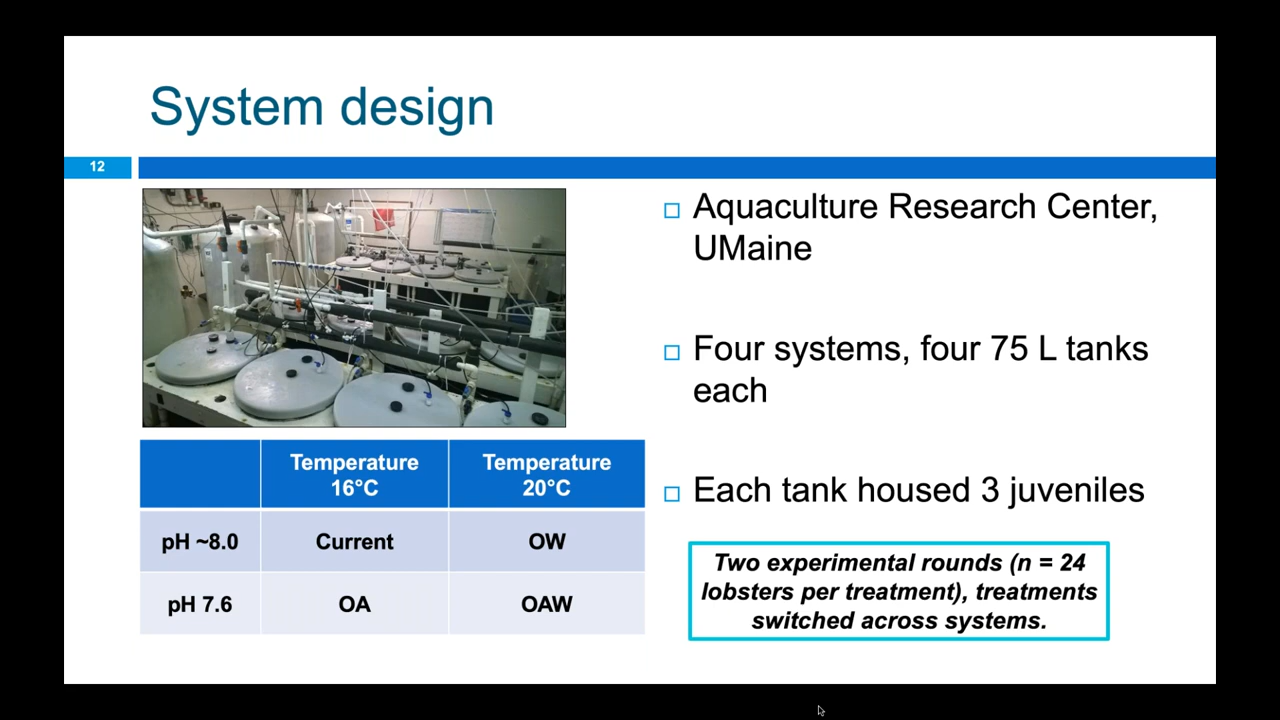 System design
12
Aquaculture Research Center,
UMaine
Four systems, four 75 L tanks
each
Each tank housed 3 juveniles
Two experimental rounds (n = 24
lobsters per treatment), treatments
switched across systems.
Temperature
16°C
Temperature
20°C
pH ~8.0
Current
OW
pH 7.6
OA
OAW